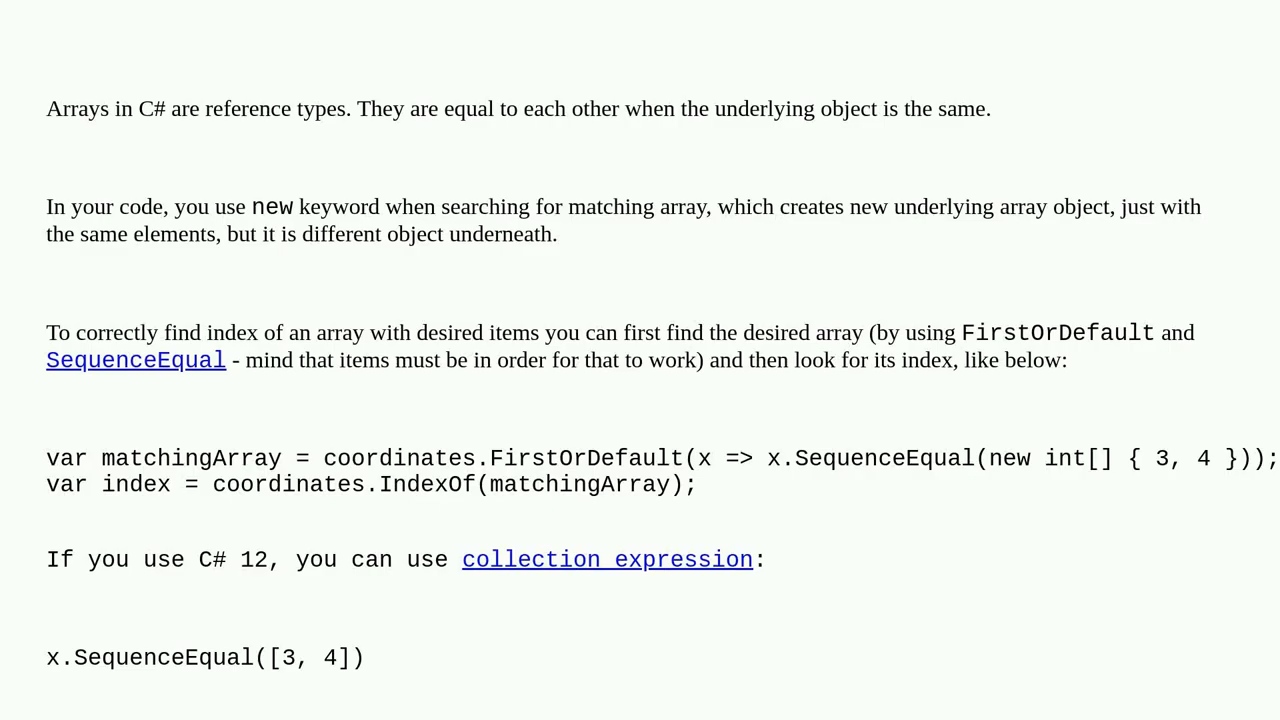 Arrays in C# are reference types. They are equal to each other when the underlying object is the same.
In your code, you use new keyword when searching for matching array, which creates new underlying array object, just with
the same elements, but it is different object underneath.
To correctly find index of an array with desired items you can first find the desired array (by using FirstOrDefault and
SequenceEqual - mind that items must be in order for that to work) and then look for its index, like below:
var matchingArray = coordinates.FirstOrDefault(x => x.SequenceEqual(new int[] { 3, 4 }));
var index = coordinates.IndexOf(matchingArray);
If you use C# 12, you can use collection expression:
x.SequenceEqual([3, 4])